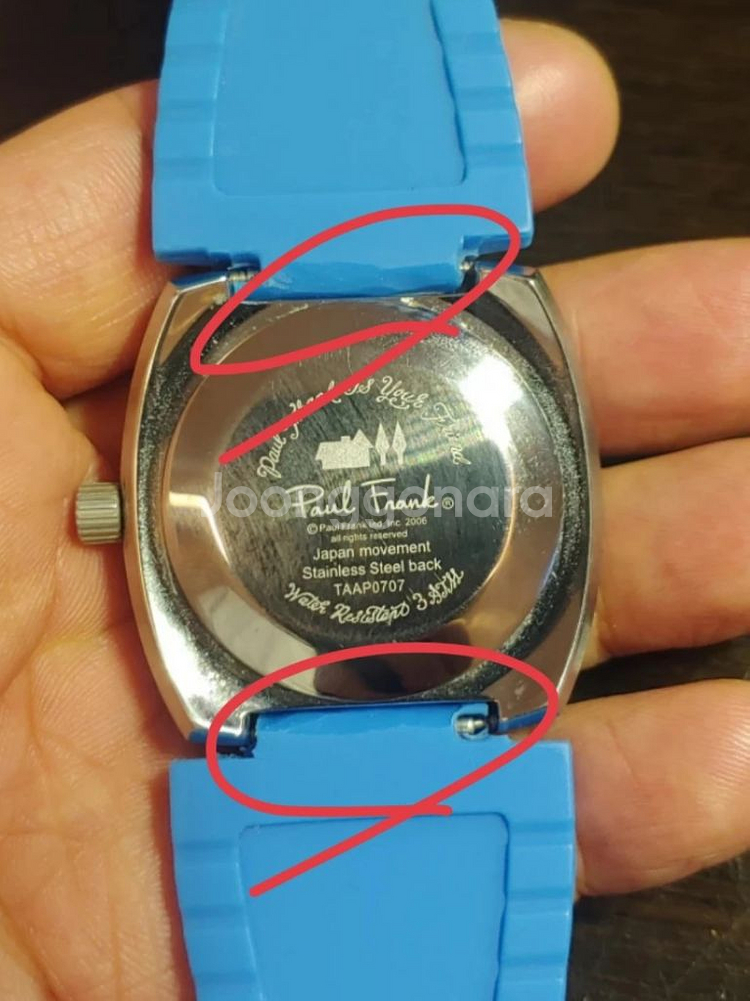 Paul Frank Is Your Friend
Joonggonara
Paul Frank®
©Paul Frank Ind. Inc. 2006
all rights reserved
Japan movement
Stainless Steel back
TAAP0707
Water Resistant 3 ATM